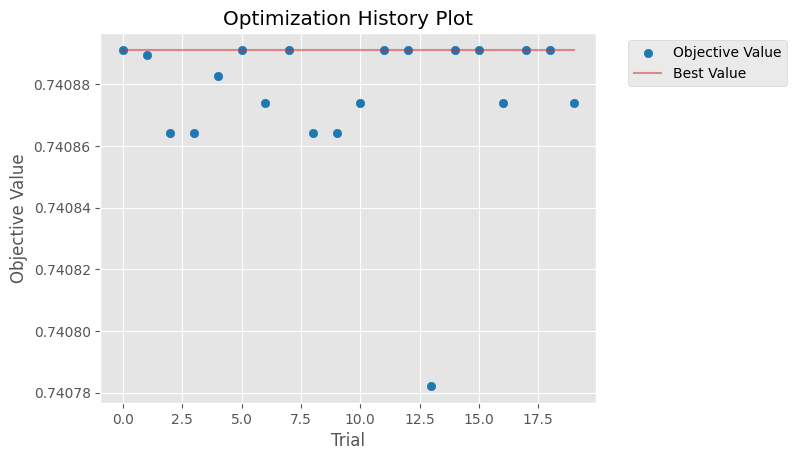 Optimization History Plot
Objective Value
Best Value
Objective Value
0.74088
0.74086
0.74084
0.74082
0.74080
0.74078
0.0 2.5 5.0 7.5 10.0 12.5 15.0 17.5
Trial